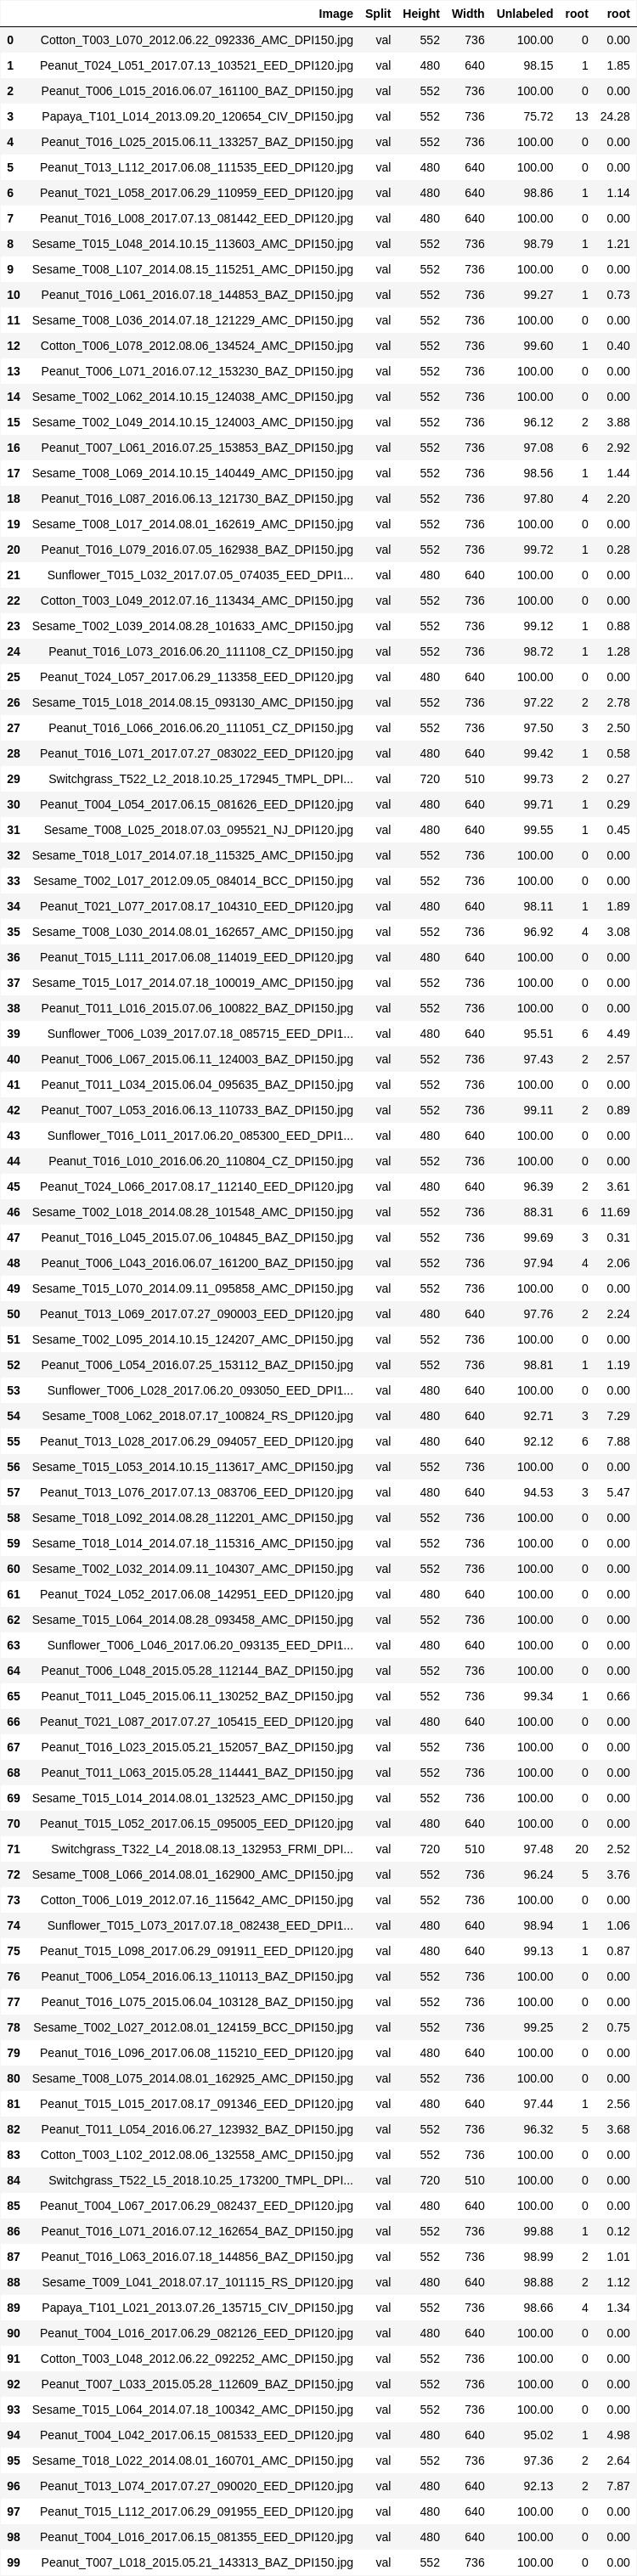 Image Split Height Width Unlabeled root root
0 Cotton_T003_L070_2012.06.22_092336_AMC_DPI150.jpg val 552 736 100.00 0 0.00
1 Peanut_T024_L051_2017.07.13_103521_EED_DPI120.jpg val 480 640 98.15 1 1.85
2 Peanut_T006_L015_2016.06.07_161100_BAZ_DPI150.jpg val 552 736 100.00 0 0.00
3 Papaya_T101_L014_2013.09.20_120654_CIV_DPI150.jpg val 552 736 75.72 13 24.28
4 Peanut_T016_L025_2015.06.11_133257_BAZ_DPI150.jpg val 552 736 100.00 0 0.00
5 Peanut_T013_L112_2017.06.08_111535_EED_DPI120.jpg val 480 640 100.00 0 0.00
6 Peanut_T021_L058_2017.06.29_110959_EED_DPI120.jpg val 480 640 98.86 1 1.14
7 Peanut_T016_L008_2017.07.13_081442_EED_DPI120.jpg val 480 640 100.00 0 0.00
8 Sesame_T015_L048_2014.10.15_113603_AMC_DPI150.jpg val 552 736 98.79 1 1.21
9 Sesame_T008_L107_2014.08.15_115251_AMC_DPI150.jpg val 552 736 100.00 0 0.00
10 Peanut_T016_L061_2016.07.18_144853_BAZ_DPI150.jpg val 552 736 99.27 1 0.73
11 Sesame_T008_L036_2014.07.18_121229_AMC_DPI150.jpg val 552 736 100.00 0 0.00
12 Cotton_T006_L078_2012.08.06_134524_AMC_DPI150.jpg val 552 736 99.60 1 0.40
13 Peanut_T006_L071_2016.07.12_153230_BAZ_DPI150.jpg val 552 736 100.00 0 0.00
14 Sesame_T002_L062_2014.10.15_124038_AMC_DPI150.jpg val 552 736 100.00 0 0.00
15 Sesame_T002_L049_2014.10.15_124003_AMC_DPI150.jpg val 552 736 96.12 2 3.88
16 Peanut_T007_L061_2016.07.25_153853_BAZ_DPI150.jpg val 552 736 97.08 6 2.92
17 Sesame_T008_L069_2014.10.15_140449_AMC_DPI150.jpg val 552 736 98.56 1 1.44
18 Peanut_T016_L087_2016.06.13_121730_BAZ_DPI150.jpg val 552 736 97.80 4 2.20
19 Sesame_T008_L017_2014.08.01_162619_AMC_DPI150.jpg val 552 736 100.00 0 0.00
20 Peanut_T016_L079_2016.07.05_162938_BAZ_DPI150.jpg val 552 736 99.72 1 0.28
21 Sunflower_T015_L032_2017.07.05_074035_EED_DPI1... val 480 640 100.00 0 0.00
22 Cotton_T003_L049_2012.07.16_113434_AMC_DPI150.jpg val 552 736 100.00 0 0.00
23 Sesame_T002_L039_2014.08.28_101633_AMC_DPI150.jpg val 552 736 99.12 1 0.88
24 Peanut_T016_L073_2016.06.20_111108_CZ_DPI150.jpg val 552 736 98.72 1 1.28
25 Peanut_T024_L057_2017.06.29_113358_EED_DPI120.jpg val 480 640 100.00 0 0.00
26 Sesame_T015_L018_2014.08.15_093130_AMC_DPI150.jpg val 552 736 97.22 2 2.78
27 Peanut_T016_L066_2016.06.20_111051_CZ_DPI150.jpg val 552 736 97.50 3 2.50
28 Peanut_T016_L071_2017.07.27_083022_EED_DPI120.jpg val 480 640 99.42 1 0.58
29 Switchgrass_T522_L2_2018.10.25_172945_TMPL_DPI... val 720 510 99.73 2 0.27
30 Peanut_T004_L054_2017.06.15_081626_EED_DPI120.jpg val 480 640 99.71 1 0.29
31 Sesame_T008_L025_2018.07.03_095521_NJ_DPI120.jpg val 480 640 99.55 1 0.45
32 Sesame_T018_L017_2014.07.18_115325_AMC_DPI150.jpg val 552 736 100.00 0 0.00
33 Sesame_T002_L017_2012.09.05_084014_BCC_DPI150.jpg val 552 736 100.00 0 0.00
34 Peanut_T021_L077_2017.08.17_104310_EED_DPI120.jpg val 480 640 98.11 1 1.89
35 Sesame_T008_L030_2014.08.01_162657_AMC_DPI150.jpg val 552 736 96.92 4 3.08
36 Peanut_T015_L111_2017.06.08_114019_EED_DPI120.jpg val 480 640 100.00 0 0.00
37 Sesame_T015_L017_2014.07.18_100019_AMC_DPI150.jpg val 552 736 100.00 0 0.00
38 Peanut_T011_L016_2015.07.06_100822_BAZ_DPI150.jpg val 552 736 100.00 0 0.00
39 Sunflower_T006_L039_2017.07.18_085715_EED_DPI1... val 480 640 95.51 6 4.49
40 Peanut_T006_L067_2015.06.11_124003_BAZ_DPI150.jpg val 552 736 97.43 2 2.57
41 Peanut_T011_L034_2015.06.04_095635_BAZ_DPI150.jpg val 552 736 100.00 0 0.00
42 Peanut_T007_L053_2016.06.13_110733_BAZ_DPI150.jpg val 552 736 99.11 2 0.89
43 Sunflower_T016_L011_2017.06.20_085300_EED_DPI1... val 480 640 100.00 0 0.00
44 Peanut_T016_L010_2016.06.20_110804_CZ_DPI150.jpg val 552 736 100.00 0 0.00
45 Peanut_T024_L066_2017.08.17_112140_EED_DPI120.jpg val 480 640 96.39 2 3.61
46 Sesame_T002_L018_2014.08.28_101548_AMC_DPI150.jpg val 552 736 88.31 6 11.69
47 Peanut_T016_L045_2015.07.06_104845_BAZ_DPI150.jpg val 552 736 99.69 3 0.31
48 Peanut_T006_L043_2016.06.07_161200_BAZ_DPI150.jpg val 552 736 97.94 4 2.06
49 Sesame_T015_L070_2014.09.11_095858_AMC_DPI150.jpg val 552 736 100.00 0 0.00
50 Peanut_T013_L069_2017.07.27_090003_EED_DPI120.jpg val 480 640 97.76 2 2.24
51 Sesame_T002_L095_2014.10.15_124207_AMC_DPI150.jpg val 552 736 100.00 0 0.00
52 Peanut_T006_L054_2016.07.25_153112_BAZ_DPI150.jpg val 552 736 98.81 1 1.19
53 Sunflower_T006_L028_2017.06.20_093050_EED_DPI1... val 480 640 100.00 0 0.00
54 Sesame_T008_L062_2018.07.17_100824_RS_DPI120.jpg val 480 640 92.71 3 7.29
55 Peanut_T013_L028_2017.06.29_094057_EED_DPI120.jpg val 480 640 92.12 6 7.88
56 Sesame_T015_L053_2014.10.15_113617_AMC_DPI150.jpg val 552 736 100.00 0 0.00
57 Peanut_T013_L076_2017.07.13_083706_EED_DPI120.jpg val 480 640 94.53 3 5.47
58 Sesame_T018_L092_2014.08.28_112201_AMC_DPI150.jpg val 552 736 100.00 0 0.00
59 Sesame_T018_L014_2014.07.18_115316_AMC_DPI150.jpg val 552 736 100.00 0 0.00
60 Sesame_T002_L032_2014.09.11_104307_AMC_DPI150.jpg val 552 736 100.00 0 0.00
61 Peanut_T024_L052_2017.06.08_142951_EED_DPI120.jpg val 480 640 100.00 0 0.00
62 Sesame_T015_L064_2014.08.28_093458_AMC_DPI150.jpg val 552 736 100.00 0 0.00
63 Sunflower_T006_L046_2017.06.20_093135_EED_DPI1... val 480 640 100.00 0 0.00
64 Peanut_T006_L048_2015.05.28_112144_BAZ_DPI150.jpg val 552 736 100.00 0 0.00
65 Peanut_T011_L045_2015.06.11_130252_BAZ_DPI150.jpg val 552 736 99.34 1 0.66
66 Peanut_T021_L087_2017.07.27_105415_EED_DPI120.jpg val 480 640 100.00 0 0.00
67 Peanut_T016_L023_2015.05.21_152057_BAZ_DPI150.jpg val 552 736 100.00 0 0.00
68 Peanut_T011_L063_2015.05.28_114441_BAZ_DPI150.jpg val 552 736 100.00 0 0.00
69 Sesame_T015_L014_2014.08.01_132523_AMC_DPI150.jpg val 552 736 100.00 0 0.00
70 Peanut_T015_L052_2017.06.15_095005_EED_DPI120.jpg val 480 640 100.00 0 0.00
71 Switchgrass_T322_L4_2018.08.13_132953_FRMI_DPI... val 720 510 97.48 20 2.52
72 Sesame_T008_L066_2014.08.01_162900_AMC_DPI150.jpg val 552 736 96.24 5 3.76
73 Cotton_T006_L019_2012.07.16_115642_AMC_DPI150.jpg val 552 736 100.00 0 0.00
74 Sunflower_T015_L073_2017.07.18_082438_EED_DPI1... val 480 640 98.94 1 1.06
75 Peanut_T015_L098_2017.06.29_091911_EED_DPI120.jpg val 480 640 99.13 1 0.87
76 Peanut_T006_L054_2016.06.13_110113_BAZ_DPI150.jpg val 552 736 100.00 0 0.00
77 Peanut_T016_L075_2015.06.04_103128_BAZ_DPI150.jpg val 552 736 100.00 0 0.00
78 Sesame_T002_L027_2012.08.01_124159_BCC_DPI150.jpg val 552 736 99.25 2 0.75
79 Peanut_T016_L096_2017.06.08_115210_EED_DPI120.jpg val 480 640 100.00 0 0.00
80 Sesame_T008_L075_2014.08.01_162925_AMC_DPI150.jpg val 552 736 100.00 0 0.00
81 Peanut_T015_L015_2017.08.17_091346_EED_DPI120.jpg val 480 640 97.44 1 2.56
82 Peanut_T011_L054_2016.06.27_123932_BAZ_DPI150.jpg val 552 736 96.32 5 3.68
83 Cotton_T003_L102_2012.08.06_132558_AMC_DPI150.jpg val 552 736 100.00 0 0.00
84 Switchgrass_T522_L5_2018.10.25_173200_TMPL_DPI... val 720 510 100.00 0 0.00
85 Peanut_T004_L067_2017.06.29_082437_EED_DPI120.jpg val 480 640 100.00 0 0.00
86 Peanut_T016_L071_2016.07.12_162654_BAZ_DPI150.jpg val 552 736 99.88 1 0.12
87 Peanut_T016_L063_2016.07.18_144856_BAZ_DPI150.jpg val 552 736 98.99 2 1.01
88 Sesame_T009_L041_2018.07.17_101115_RS_DPI120.jpg val 480 640 98.88 2 1.12
89 Papaya_T101_L021_2013.07.26_135715_CIV_DPI150.jpg val 552 736 98.66 4 1.34
90 Peanut_T004_L016_2017.06.29_082126_EED_DPI120.jpg val 480 640 100.00 0 0.00
91 Cotton_T003_L048_2012.06.22_092252_AMC_DPI150.jpg val 552 736 100.00 0 0.00
92 Peanut_T007_L033_2015.05.28_112609_BAZ_DPI150.jpg val 552 736 100.00 0 0.00
93 Sesame_T015_L064_2014.07.18_100342_AMC_DPI150.jpg val 552 736 100.00 0 0.00
94 Peanut_T004_L042_2017.06.15_081533_EED_DPI120.jpg val 480 640 95.02 1 4.98
95 Sesame_T018_L022_2014.08.01_160701_AMC_DPI150.jpg val 552 736 97.36 2 2.64
96 Peanut_T013_L074_2017.07.27_090020_EED_DPI120.jpg val 480 640 92.13 2 7.87
97 Peanut_T015_L112_2017.06.29_091955_EED_DPI120.jpg val 480 640 100.00 0 0.00
98 Peanut_T004_L016_2017.06.15_081355_EED_DPI120.jpg val 480 640 100.00 0 0.00
99 Peanut_T007_L018_2015.05.21_143313_BAZ_DPI150.jpg val 552 736 100.00 0 0.00